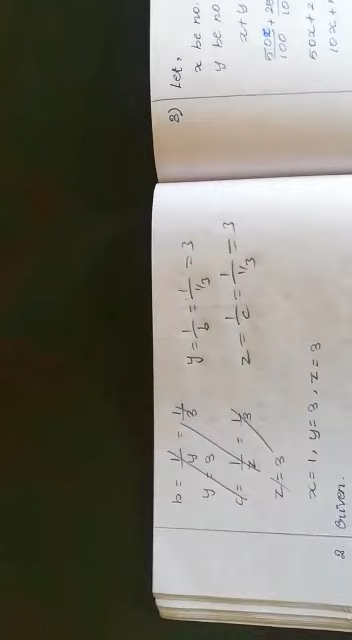 b = 1/y = 1/3
y = 3
y = 1/b = 1/(1/3) = 3
c = 1/z = 1/3
z = 3
z = 1/c = 1/(1/3) = 3
x = 1, y = 3, z = 3
2. Given:
3) Let,
x be no.
y be no
x + y
50x
100
50x + 2
10x +